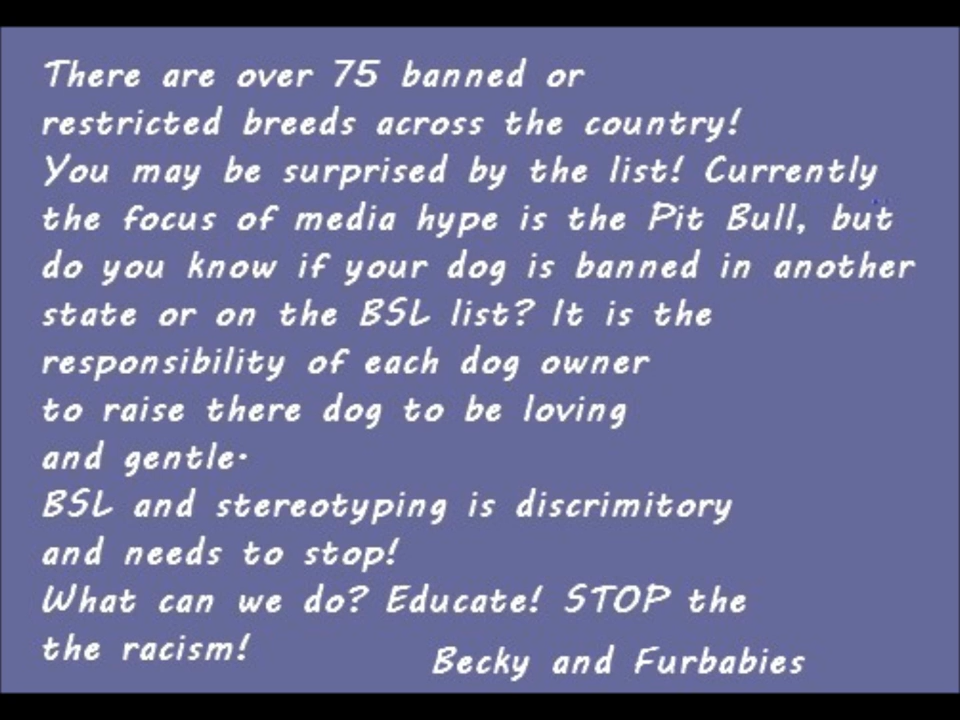 There are over 75 banned or
restricted breeds across the country!
You may be surprised by the list! Currently
the focus of media hype is the Pit Bull, but
do you know if your dog is banned in another
state or on the BSL list? It is the
responsibility of each dog owner
to raise there dog to be loving
and gentle.
BSL and stereotyping is discrimitory
and needs to stop!
What can we do? Educate! STOP the
the racism!
Becky and Furbabies